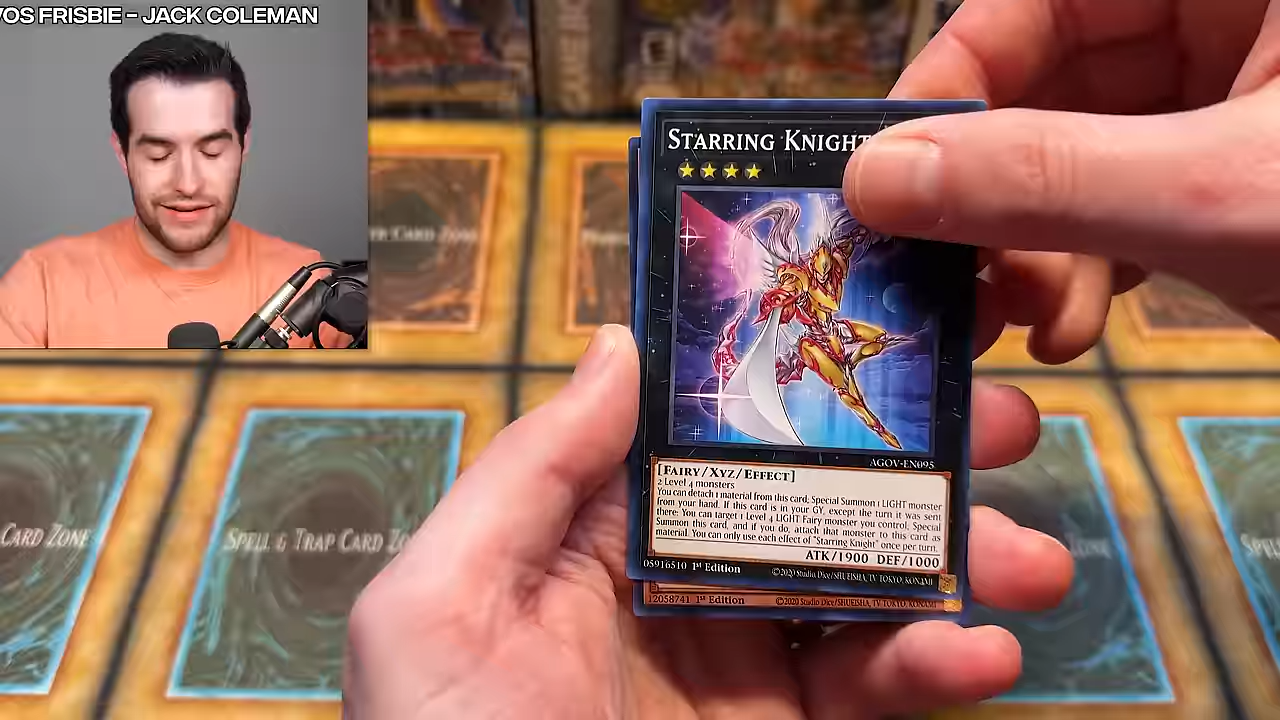 VOS FRISBIE - JACK COLEMAN
STARRING KNIGHT
CARD ZONE
AGOV-EN095
[FAIRY/XYZ/EFFECT]
2 Level 4 monsters
You can detach 1 material from this card; Special Summon 1 LIGHT monster
from your hand. If this card is in your GY, except the turn it was sent
there: You can target 1 Level 4 LIGHT Fairy monster you control; Special
Summon this card, and if you do, attach that monster to this card as
material. You can only use each effect of "Starring Knight" once per turn.
ATK/1900 DEF/1000
05916510 1st Edition ©2020 Studio Dice/SHUEISHA, TV TOKYO, KONAMI
12058741 1st Edition ©2020 Studio Dice/SHUEISHA, TV TOKYO, KONAMI
CARD ZONE
SPELL & TRAP CARD ZO